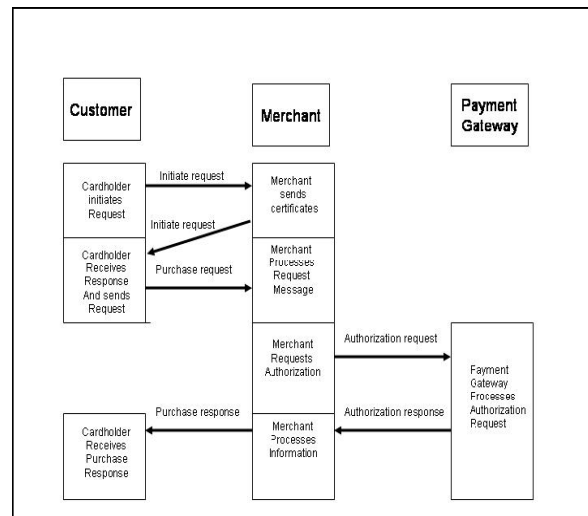 Customer
Merchant
Payment
Gateway
Cardholder
initiates
Request
Initiate request
Merchant
sends
certificates
Initiate request
Cardholder
Receives
Response
And sends
Request
Purchase request
Merchant
Processes
Request
Message
Merchant
Requests
Authorization
Authorization request
Fayment
Gateway
Frocesses
Authorization
Request
Authorization response
Merchant
Processes
Information
Purchase response
Cardholder
Receives
Purchase
Response